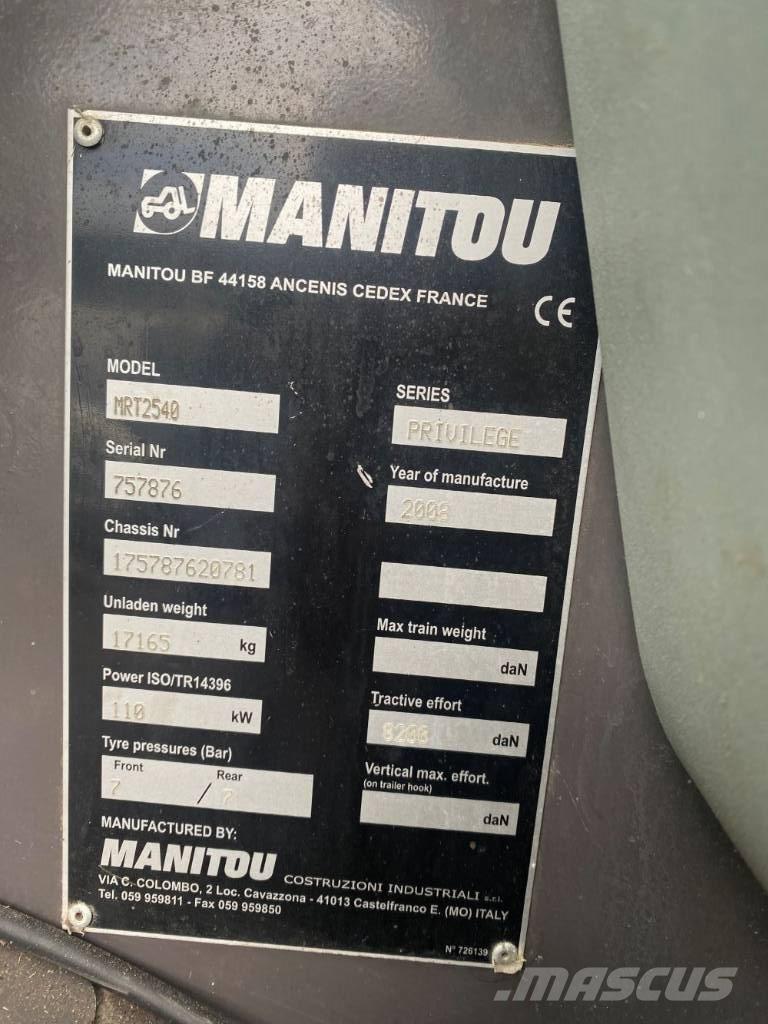 MANITOU
MANITOU BF 44158 ANCENIS CEDEX FRANCE
CE
MODEL
MRT2540
SERIES
PRIVILEGE
Serial Nr
757876
Year of manufacture
2008
Chassis Nr
175787620781
Unladen weight
17165 kg
Max train weight
daN
Power ISO/TR14396
110 kW
Tractive effort
8200 daN
Tyre pressures (Bar)
Front Rear
7 / 7
Vertical max. effort.
(on trailer hook)
daN
MANUFACTURED BY:
MANITOU COSTRUZIONI INDUSTRIALI s.r.l.
VIA C. COLOMBO, 2 Loc. Cavazzona - 41013 Castelfranco E. (MO) ITALY
Tel. 059 959811 - Fax 059 959850
N° 726139
MASCUS